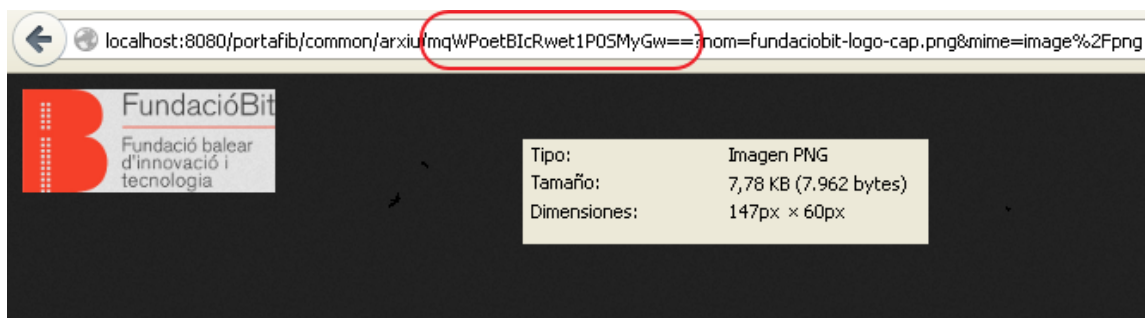 localhost:8080/portafib/common/arxiu/mqWPoetBIcRwet1P0SMyGw==?nom=fundaciobit-logo-cap.png&mime=image%2Fpng
FundacióBit
Fundació balear
d'innovació i
tecnologia
Tipo: Imagen PNG
Tamaño: 7,78 KB (7.962 bytes)
Dimensiones: 147px × 60px